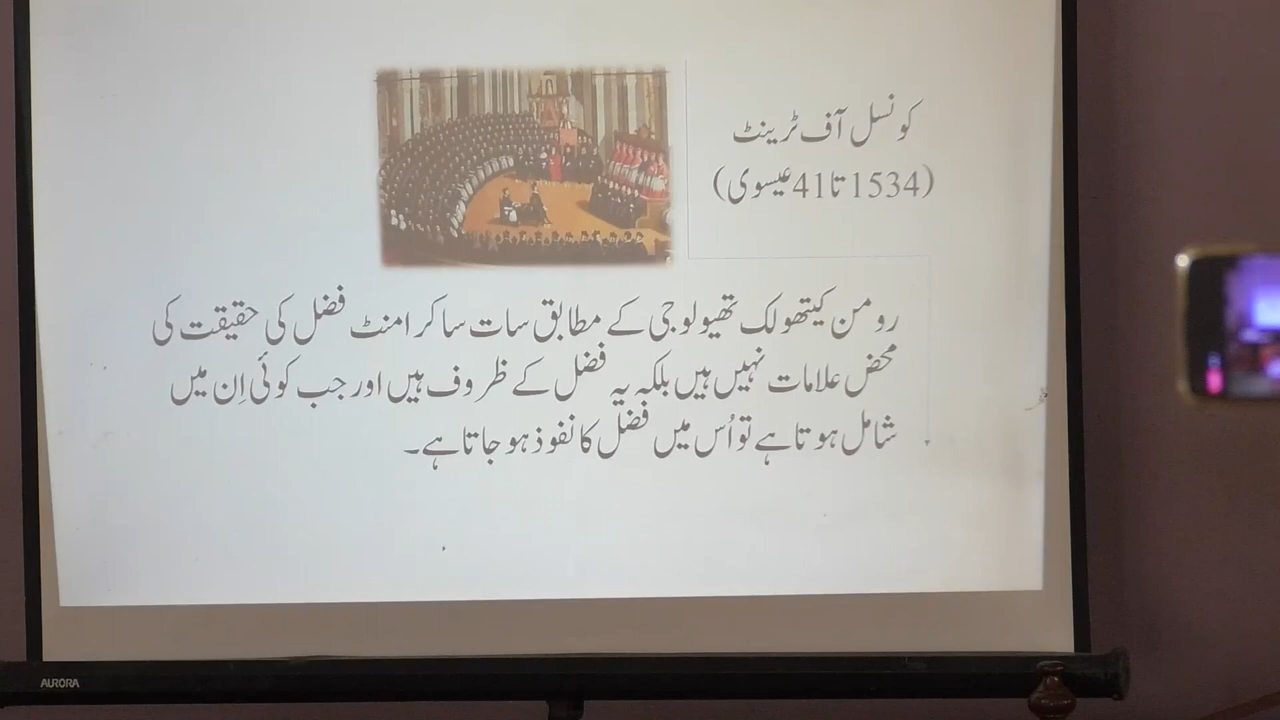 کونسل آف ٹرینٹ
(1534 تا 41 عیسوی)
رومن کیتھولک تھیولوجی کے مطابق سات ساکرامنٹ فضل کی حقیقت کی
محض علامات نہیں ہیں بلکہ یہ فضل کے ظروف ہیں اور جب کوئی اِن میں
شامل ہوتا ہے تو اُس میں فضل کا نفوذ ہو جاتا ہے۔
AURORA